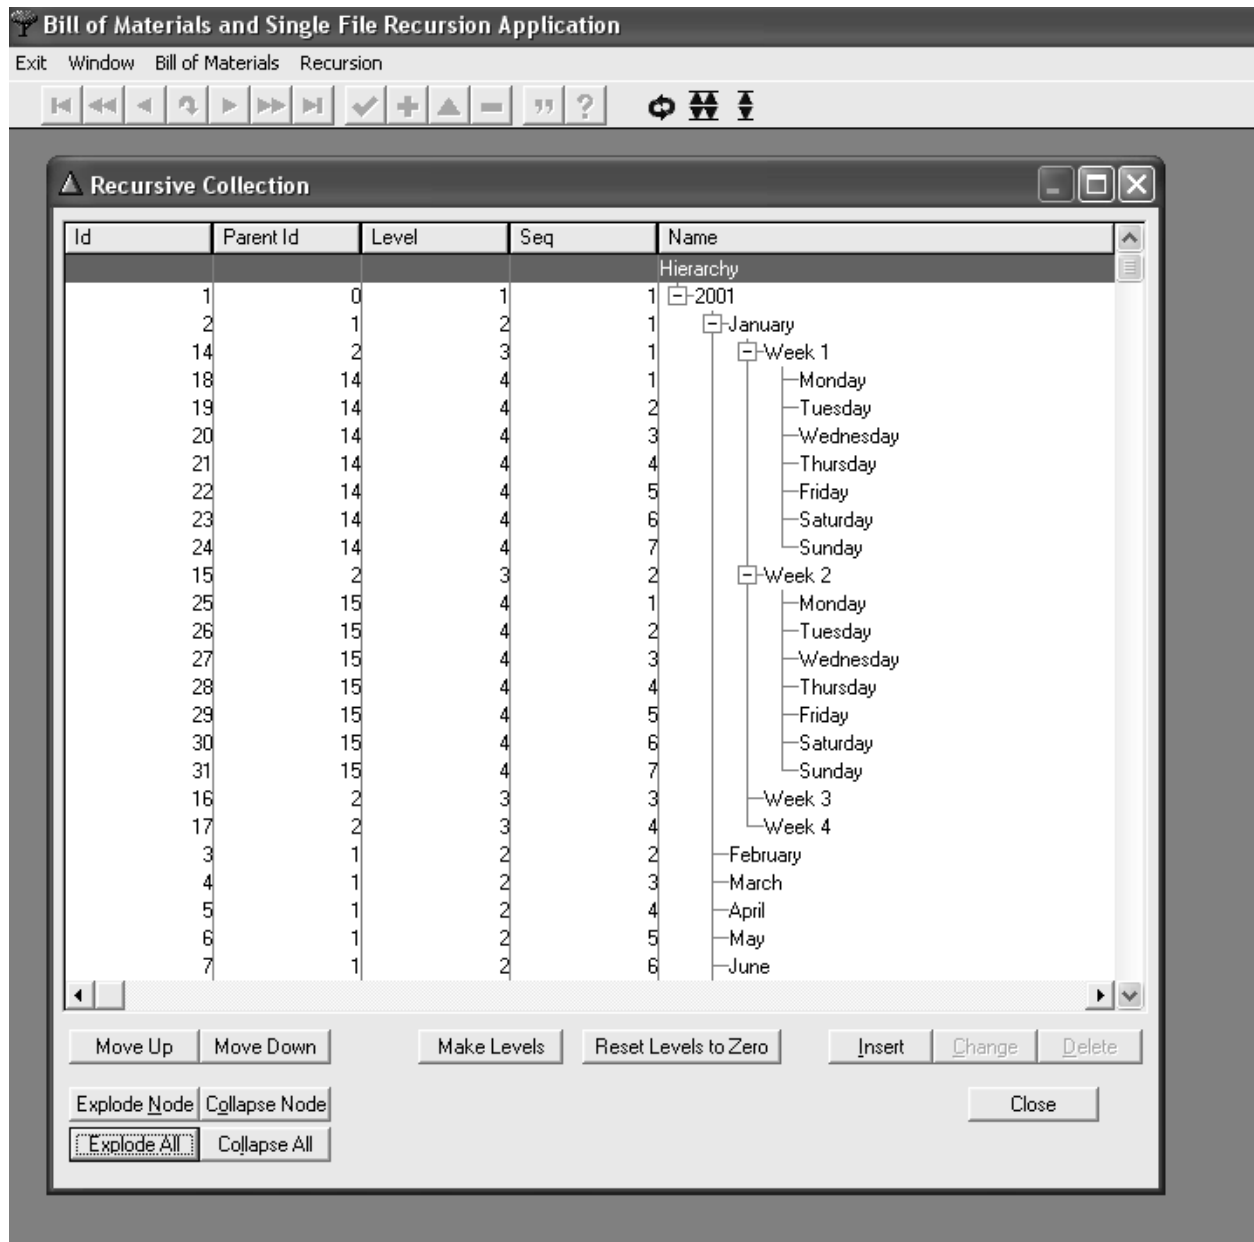 Bill of Materials and Single File Recursion Application
Exit Window Bill of Materials Recursion
Recursive Collection
Id Parent Id Level Seq Name
Hierarchy
1 0 1 1 2001
2 1 2 1 January
14 2 3 1 Week 1
18 14 4 1 Monday
19 14 4 2 Tuesday
20 14 4 3 Wednesday
21 14 4 4 Thursday
22 14 4 5 Friday
23 14 4 6 Saturday
24 14 4 7 Sunday
15 2 3 2 Week 2
25 15 4 1 Monday
26 15 4 2 Tuesday
27 15 4 3 Wednesday
28 15 4 4 Thursday
29 15 4 5 Friday
30 15 4 6 Saturday
31 15 4 7 Sunday
16 2 3 3 Week 3
17 2 3 4 Week 4
3 1 2 2 February
4 1 2 3 March
5 1 2 4 April
6 1 2 5 May
7 1 2 6 June
Move Up Move Down Make Levels Reset Levels to Zero Insert Change Delete
Explode Node Collapse Node Close
Explode All Collapse All